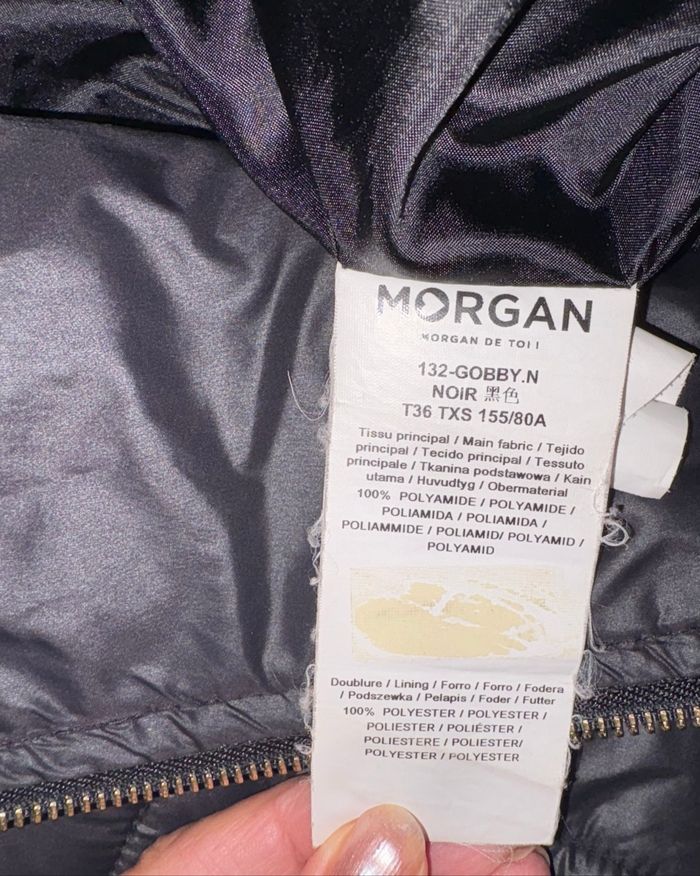 MORGAN
MORGAN DE TOI !
132-GOBBY.N
NOIR 黑色
T36 TXS 155/80A
Tissu principal / Main fabric / Tejido
principal / Tecido principal / Tessuto
principale / Tkanina podstawowa / Kain
utama / Huvudtyg / Obermaterial
100% POLYAMIDE / POLYAMIDE /
POLIAMIDA / POLIAMIDA /
POLIAMMIDE / POLIAMID/ POLYAMID /
POLYAMID
Doublure / Lining / Forro / Forro / Fodera
/ Podszewka / Pelapis / Foder / Futter
100% POLYESTER / POLYESTER /
POLIESTER / POLIÉSTER /
POLIESTERE / POLIESTER/
POLYESTER / POLYESTER